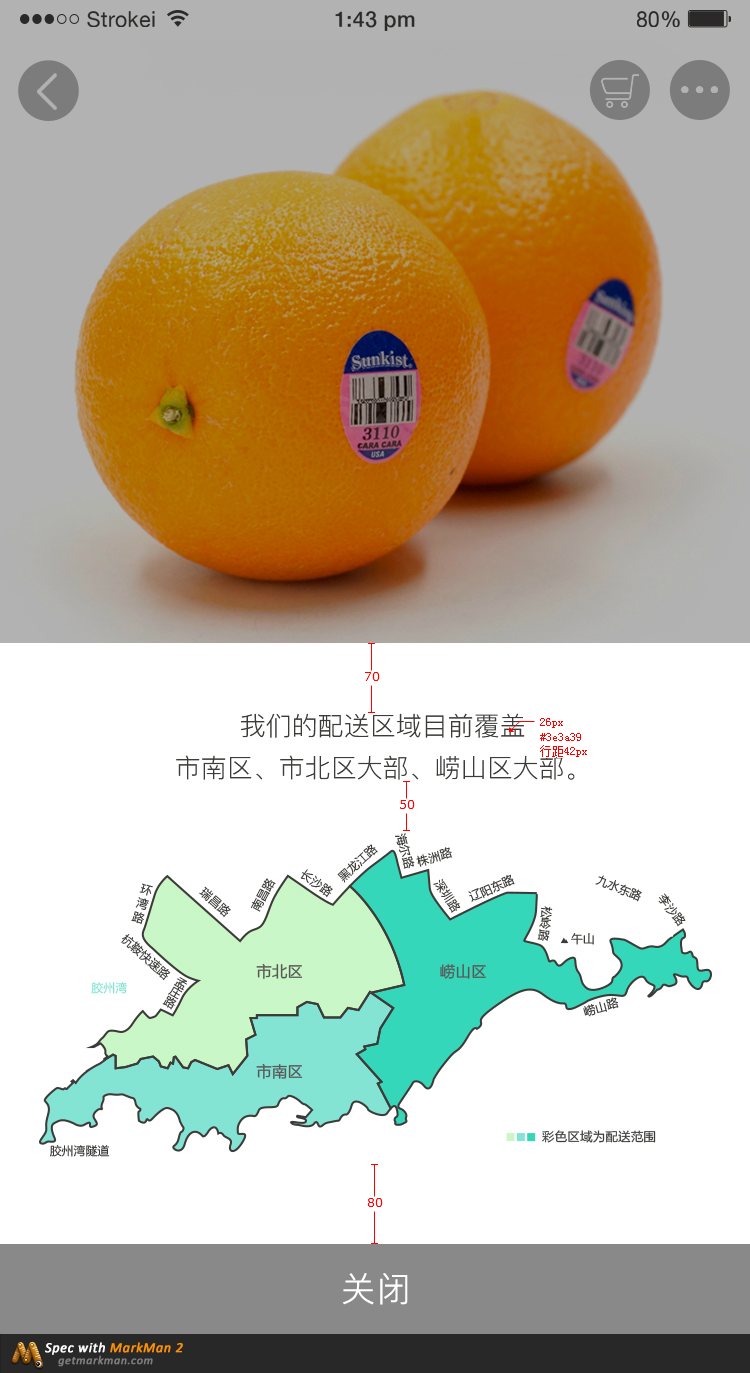 Strokei 1:43 pm 80%
Sunkist
3110
CARA CARA
USA
70
我们的配送区域目前覆盖
26px
#3e3a39
行距42px
市南区、市北区大部、崂山区大部。
50
海尔路
株洲路
黑龙江路
长沙路
南昌路
瑞昌路
环湾路
深圳路
辽阳东路
松岭路
九水东路
李沙路
午山
杭鞍快速路
胶州湾
市北区
崂山区
崂山路
市南区
彩色区域为配送范围
胶州湾隧道
80
关闭
Spec with MarkMan 2
getmarkman.com